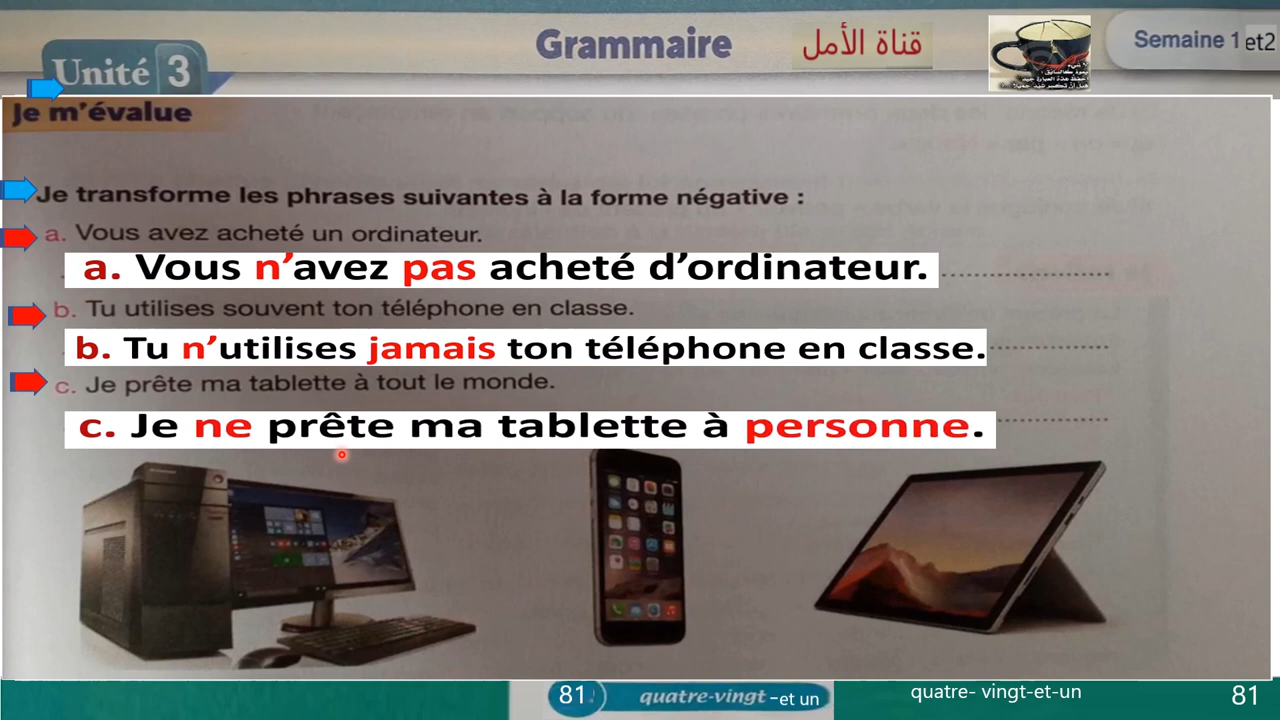 Grammaire
قناة الأمل
Semaine 1 et2
Unité 3
Je m'évalue
Je transforme les phrases suivantes à la forme négative :
a. Vous avez acheté un ordinateur.
a. Vous n'avez pas acheté d'ordinateur.
b. Tu utilises souvent ton téléphone en classe.
b. Tu n'utilises jamais ton téléphone en classe.
c. Je prête ma tablette à tout le monde.
c. Je ne prête ma tablette à personne.
81 quatre-vingt -et un
quatre- vingt-et-un
81